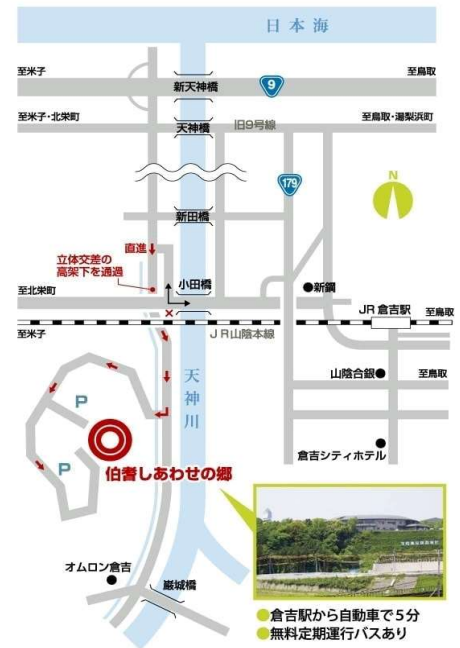 日本海
至米子
至鳥取
新天神橋
9
至米子・北栄町
至鳥取・湯梨浜町
天神橋
旧9号線
179
N
新田橋
直進
立体交差の
高架下を通過
小田橋
至北栄町
新鋼
JR倉吉駅
至鳥取
至米子
JR山陰本線
天神川
山陰合銀
至鳥取
P
P
倉吉シティホテル
伯耆しあわせの郷
オムロン倉吉
巌城橋
倉吉駅から自動車で5分
無料定期運行バスあり